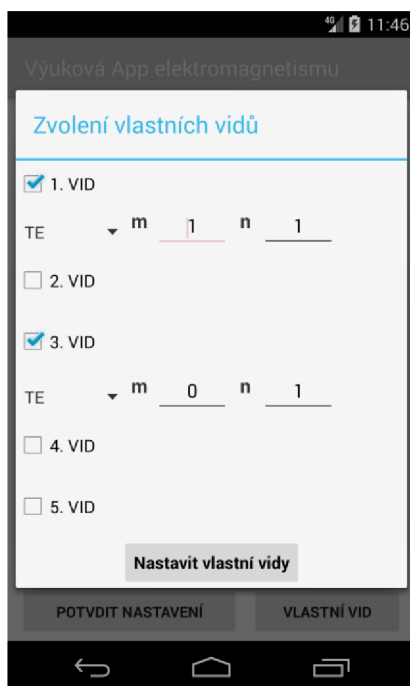 4G 11:46
Výuková App elektromagnetismu
Zvolení vlastních vidů
1. VID
TE m 1 n 1
2. VID
3. VID
TE m 0 n 1
4. VID
5. VID
Nastavit vlastní vidy
POTVDIT NASTAVENÍ VLASTNÍ VID